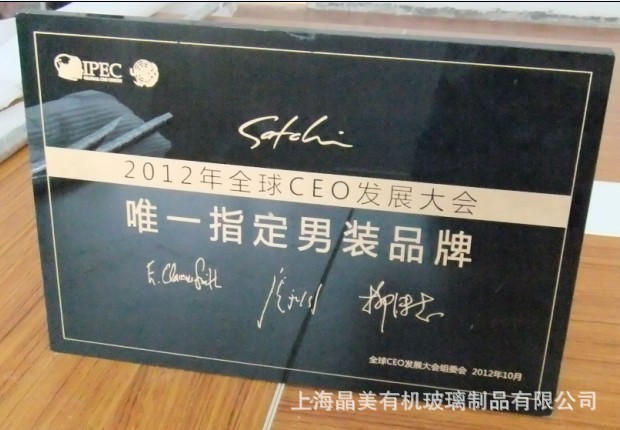 IPEC
Satchi
2012年全球CEO发展大会
唯一指定男装品牌
柳传志
全球CEO发展大会组委会 2012年10月
上海晶美有机玻璃制品有限公司